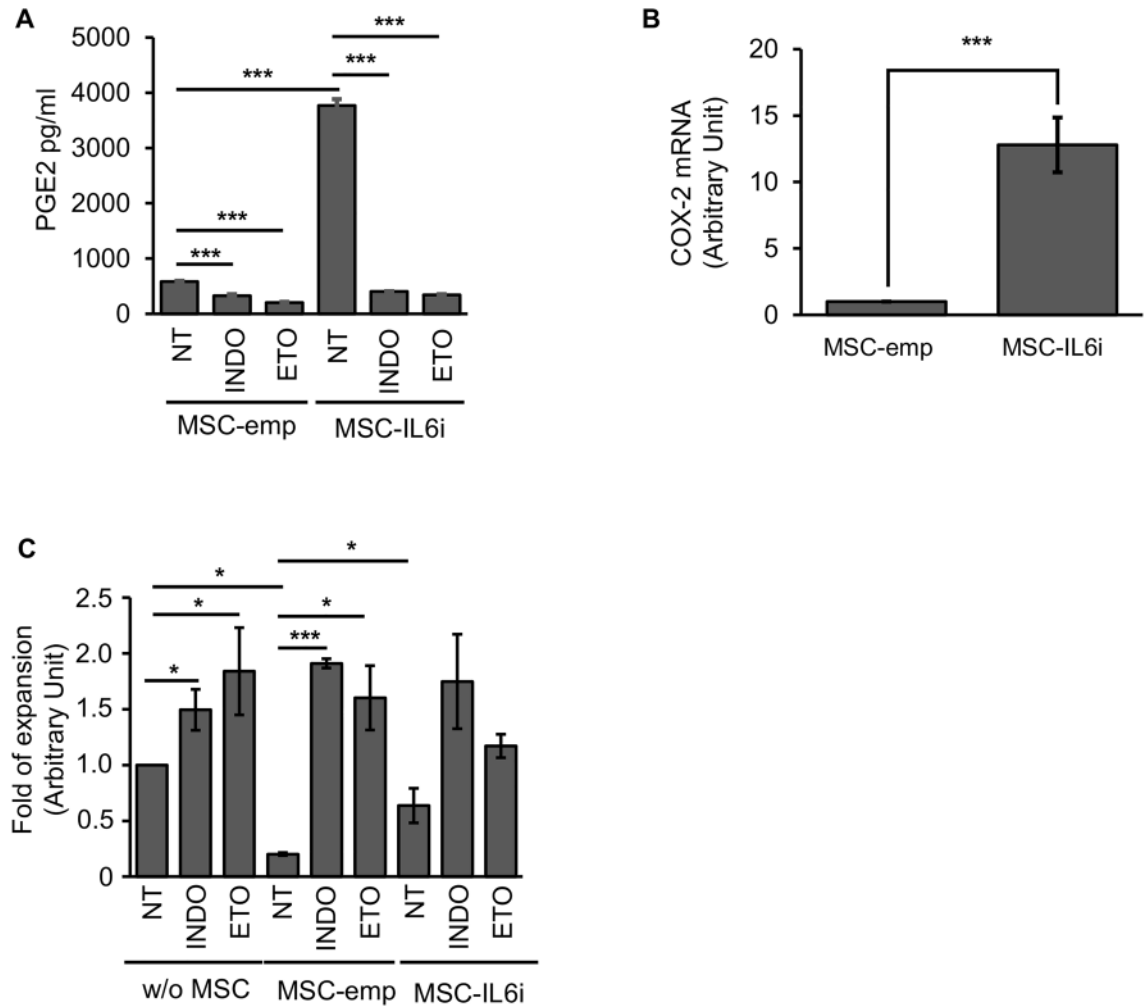 A
PGE2 pg/ml
5000
4000
3000
2000
1000
0
***
***
***
***
***
NT
INDO
ETO
NT
INDO
ETO
MSC-emp
MSC-IL6i
B
COX-2 mRNA
(Arbitrary Unit)
20
15
10
5
0
***
MSC-emp
MSC-IL6i
C
Fold of expansion
(Arbitrary Unit)
2.5
2.0
1.5
1.0
0.5
0
*
*
*
*
*
***
NT
INDO
ETO
NT
INDO
ETO
NT
INDO
ETO
w/o MSC
MSC-emp
MSC-IL6i